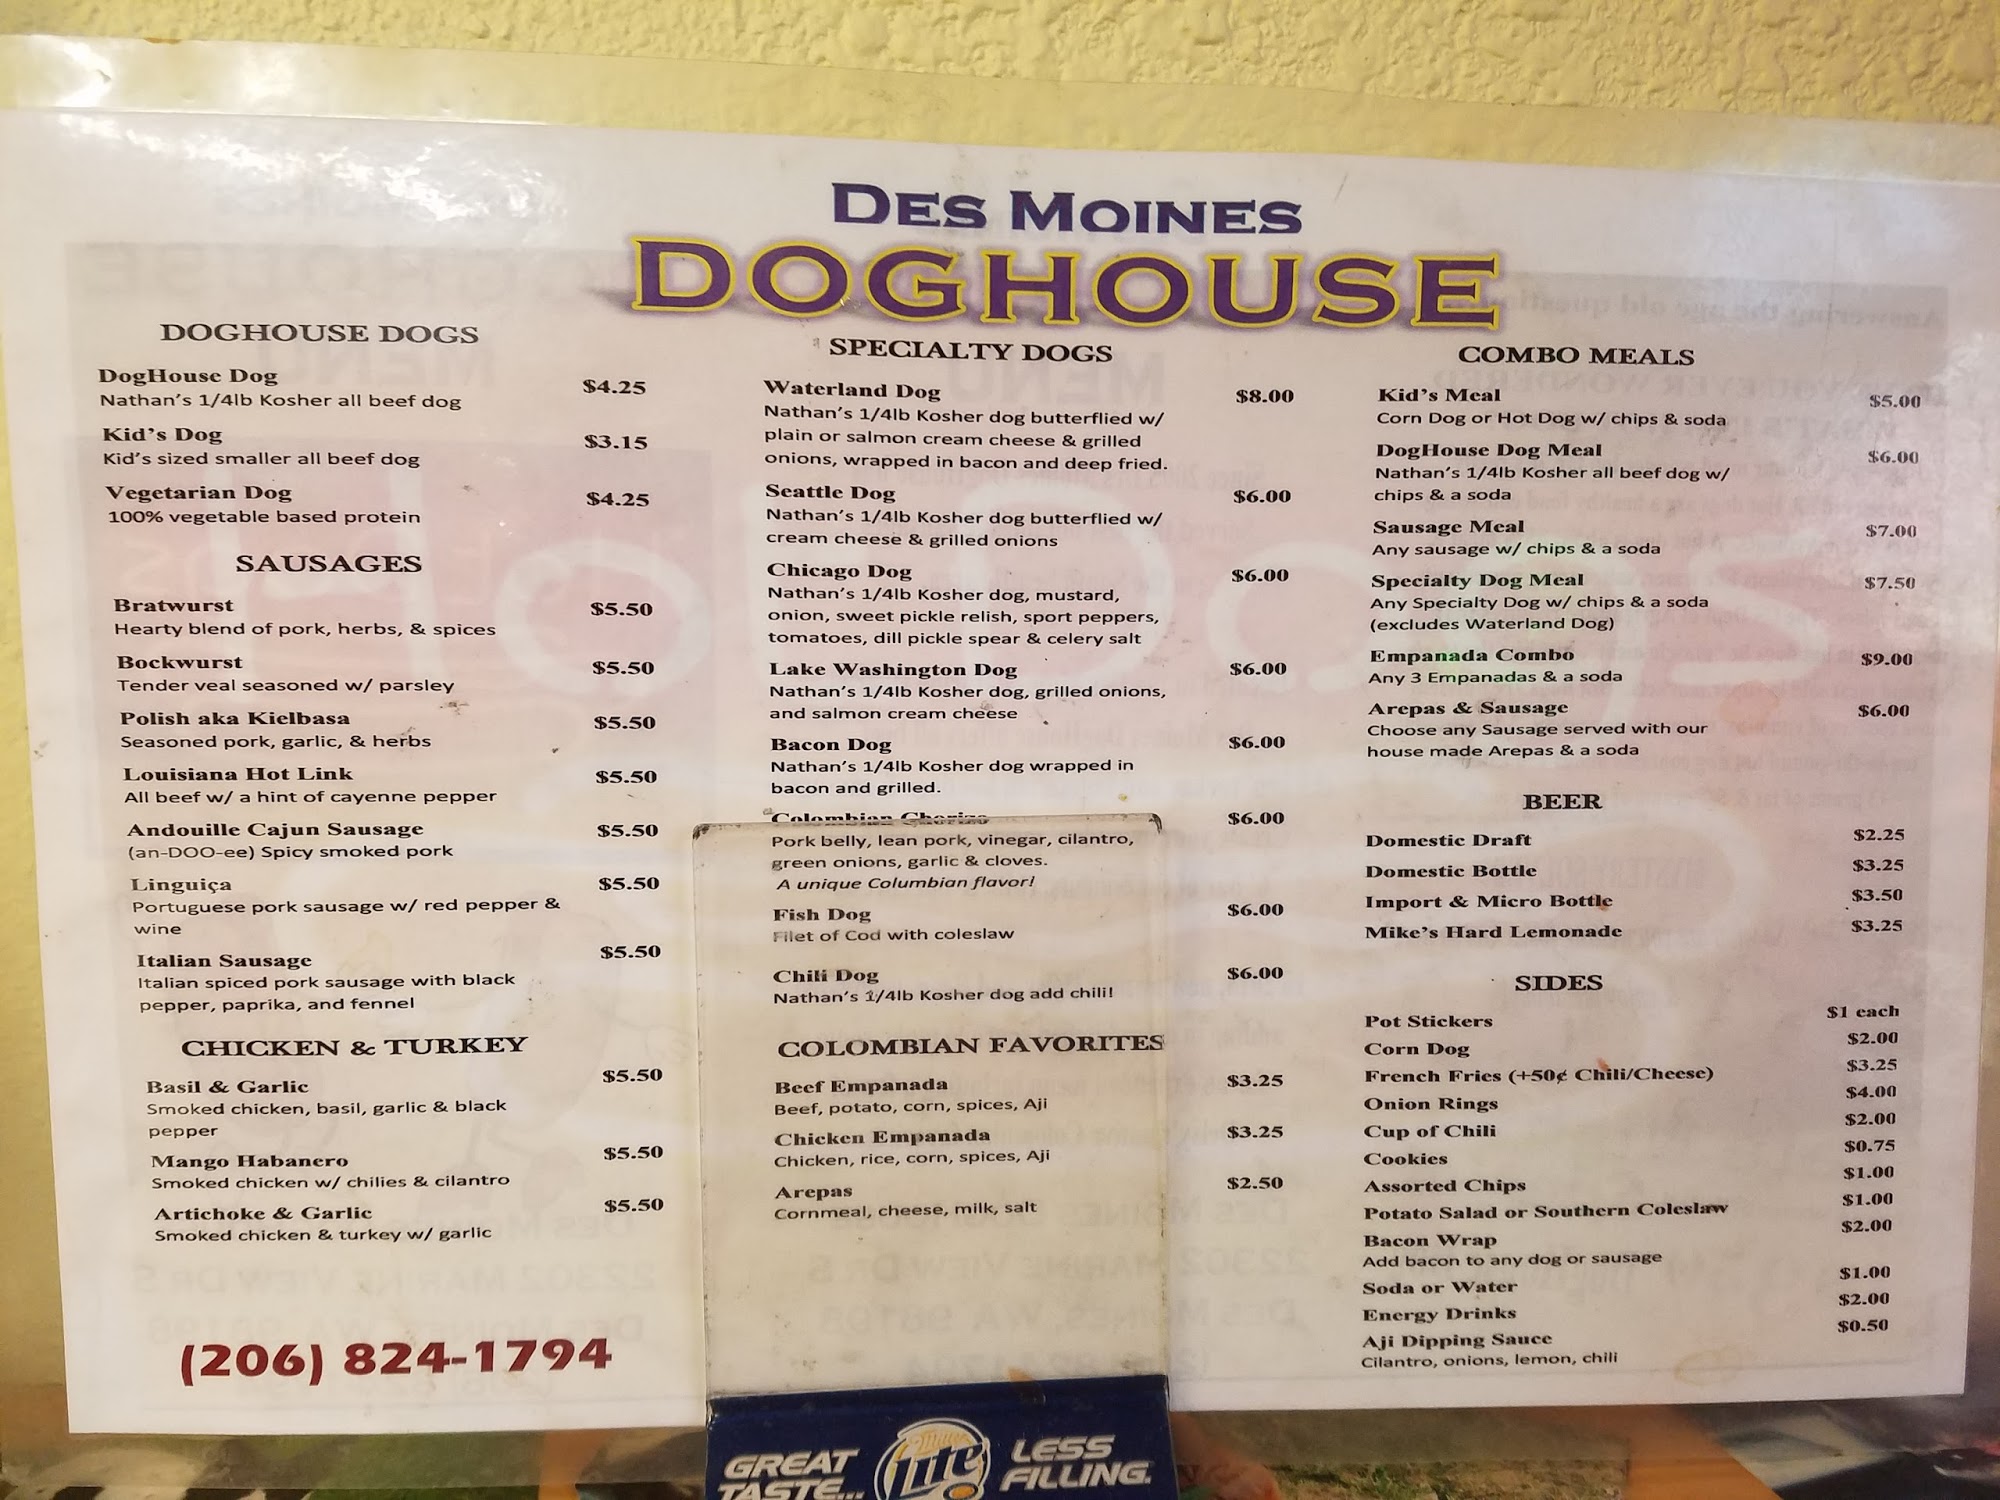 DES MOINES
DOGHOUSE
DOGHOUSE DOGS
DogHouse Dog $4.25
Nathan's 1/4lb Kosher all beef dog
Kid's Dog $3.15
Kid's sized smaller all beef dog
Vegetarian Dog $4.25
100% vegetable based protein
SAUSAGES
Bratwurst $5.50
Hearty blend of pork, herbs, & spices
Bockwurst $5.50
Tender veal seasoned w/ parsley
Polish aka Kielbasa $5.50
Seasoned pork, garlic, & herbs
Louisiana Hot Link $5.50
All beef w/ a hint of cayenne pepper
Andouille Cajun Sausage $5.50
(an-DOO-ee) Spicy smoked pork
Linguiça $5.50
Portuguese pork sausage w/ red pepper &
wine
Italian Sausage $5.50
Italian spiced pork sausage with black
pepper, paprika, and fennel
CHICKEN & TURKEY
Basil & Garlic $5.50
Smoked chicken, basil, garlic & black
pepper
Mango Habanero $5.50
Smoked chicken w/ chilies & cilantro
Artichoke & Garlic $5.50
Smoked chicken & turkey w/ garlic
(206) 824-1794
SPECIALTY DOGS
Waterland Dog $8.00
Nathan's 1/4lb Kosher dog butterflied w/
plain or salmon cream cheese & grilled
onions, wrapped in bacon and deep fried.
Seattle Dog $6.00
Nathan's 1/4lb Kosher dog butterflied w/
cream cheese & grilled onions
Chicago Dog $6.00
Nathan's 1/4lb Kosher dog, mustard,
onion, sweet pickle relish, sport peppers,
tomatoes, dill pickle spear & celery salt
Lake Washington Dog $6.00
Nathan's 1/4lb Kosher dog, grilled onions,
and salmon cream cheese
Bacon Dog $6.00
Nathan's 1/4lb Kosher dog wrapped in
bacon and grilled.
Colombian Chorizo $6.00
Pork belly, lean pork, vinegar, cilantro,
green onions, garlic & cloves.
A unique Columbian flavor!
Fish Dog $6.00
Filet of Cod with coleslaw
Chili Dog $6.00
Nathan's 1/4lb Kosher dog add chili!
COLOMBIAN FAVORITES
Beef Empanada $3.25
Beef, potato, corn, spices, Aji
Chicken Empanada $3.25
Chicken, rice, corn, spices, Aji
Arepas $2.50
Cornmeal, cheese, milk, salt
COMBO MEALS
Kid's Meal $5.00
Corn Dog or Hot Dog w/ chips & soda
DogHouse Dog Meal $6.00
Nathan's 1/4lb Kosher all beef dog w/
chips & a soda
Sausage Meal $7.00
Any sausage w/ chips & a soda
Specialty Dog Meal $7.50
Any Specialty Dog w/ chips & a soda
(excludes Waterland Dog)
Empanada Combo $9.00
Any 3 Empanadas & a soda
Arepas & Sausage $6.00
Choose any Sausage served with our
house made Arepas & a soda
BEER
Domestic Draft $2.25
Domestic Bottle $3.25
Import & Micro Bottle $3.50
Mike's Hard Lemonade $3.25
SIDES
Pot Stickers $1 each
Corn Dog $2.00
French Fries (+50¢ Chili/Cheese) $3.25
Onion Rings $4.00
Cup of Chili $2.00
Cookies $0.75
Assorted Chips $1.00
Potato Salad or Southern Coleslaw $1.00
Bacon Wrap $2.00
Add bacon to any dog or sausage
Soda or Water $1.00
Energy Drinks $2.00
Aji Dipping Sauce $0.50
Cilantro, onions, lemon, chili
GREAT TASTE... Miller Lite LESS FILLING.